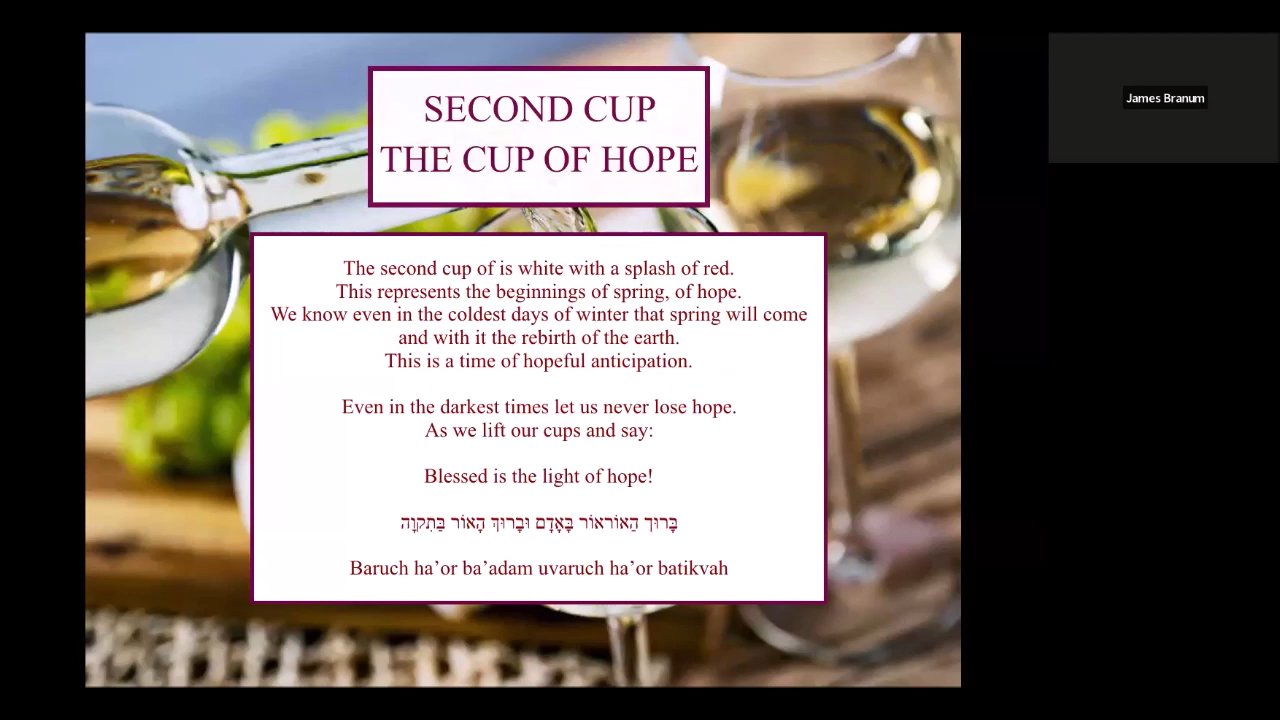 SECOND CUP
THE CUP OF HOPE
The second cup of is white with a splash of red.
This represents the beginnings of spring, of hope.
We know even in the coldest days of winter that spring will come
and with it the rebirth of the earth.
This is a time of hopeful anticipation.
Even in the darkest times let us never lose hope.
As we lift our cups and say:
Blessed is the light of hope!
בָּרוּךְ הַאוֹראוֹר בָּאָדָם וּבָרוּךְ הָאוֹר בַּתִקוָה
Baruch ha’or ba’adam uvaruch ha’or batikvah
James Branum